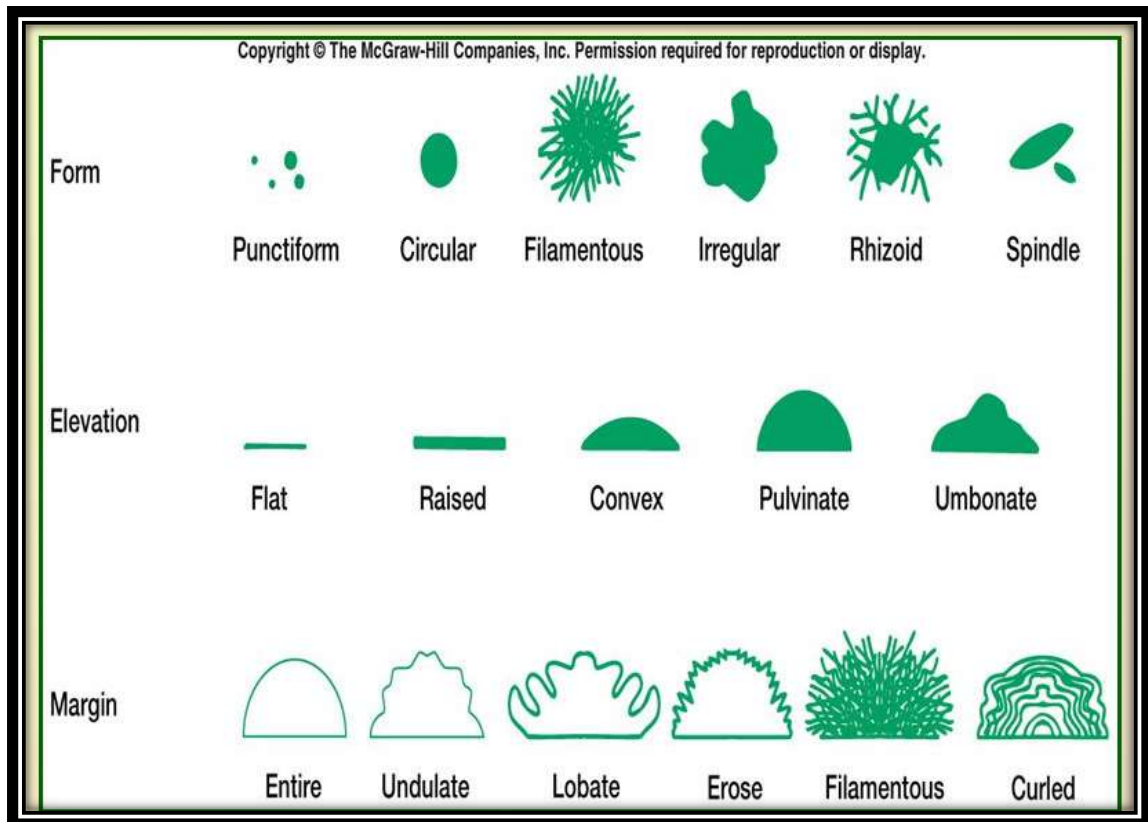 Copyright © The McGraw-Hill Companies, Inc. Permission required for reproduction or display.
Form
Punctiform Circular Filamentous Irregular Rhizoid Spindle
Elevation
Flat Raised Convex Pulvinate Umbonate
Margin
Entire Undulate Lobate Erose Filamentous Curled